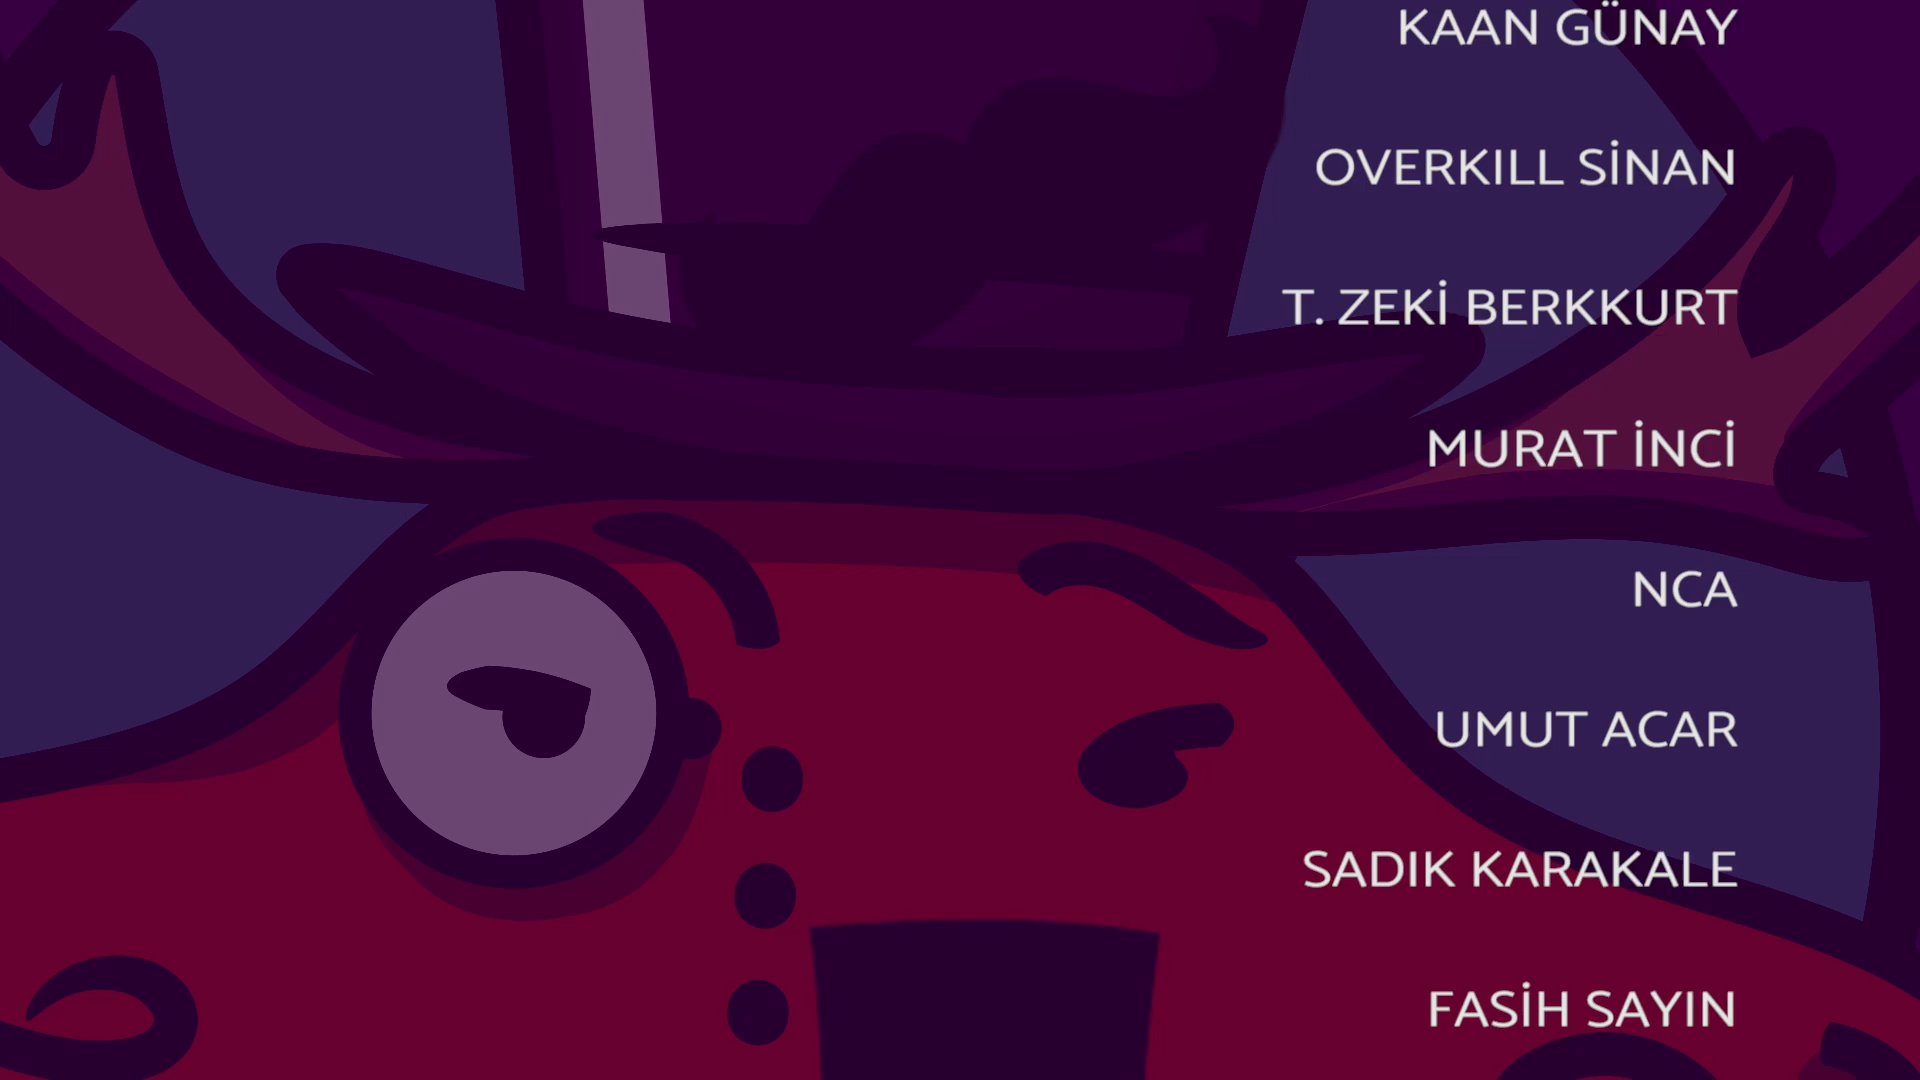 KAAN GÜNAY
OVERKILL SİNAN
T. ZEKİ BERKKURT
MURAT İNCİ
NCA
UMUT ACAR
SADIK KARAKALE
FASİH SAYIN